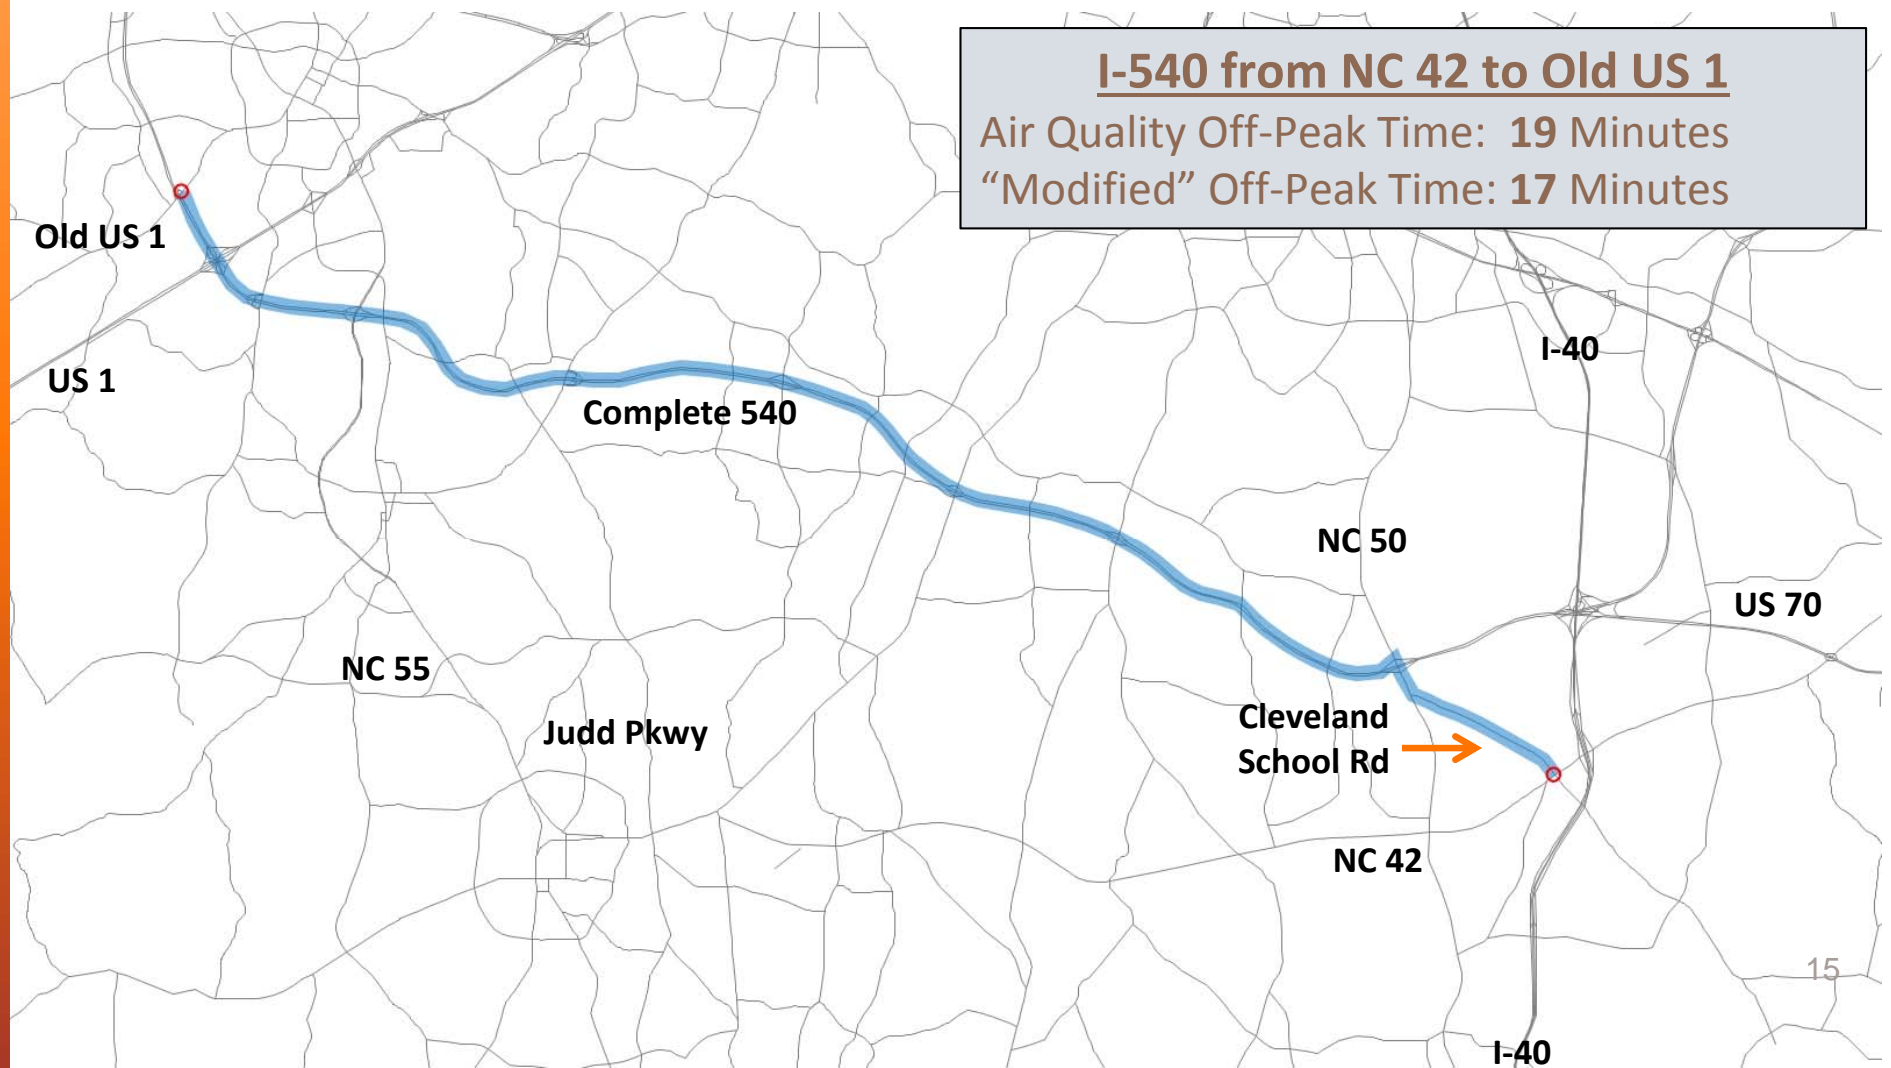 I-540 from NC 42 to Old US 1
Air Quality Off-Peak Time:  19 Minutes
“Modified” Off-Peak Time: 17 Minutes
Old US 1
I-40
US 1
Complete 540
NC 50
US 70
NC 55
Cleveland
School Rd
Judd Pkwy
NC 42
15
I-40